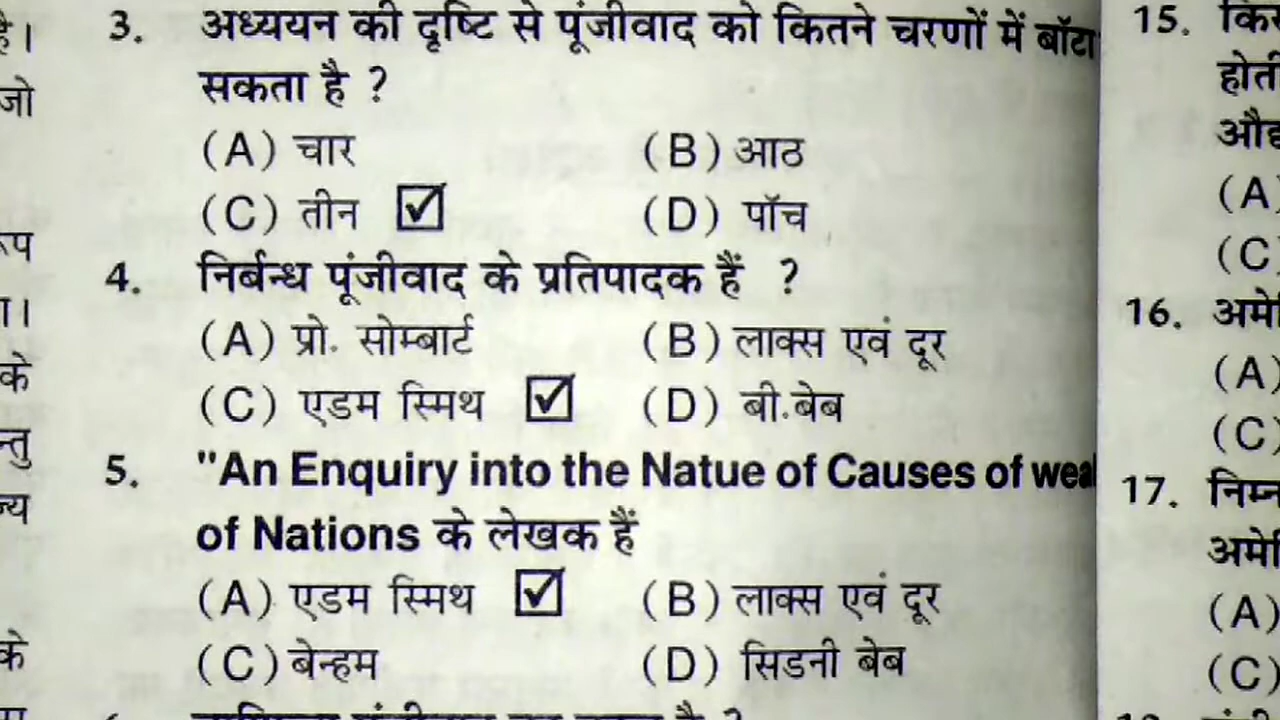 है।
जो
के
3. अध्ययन की दृष्टि से पूंजीवाद को कितने चरणों में बॉटा
सकता है ?
(A) चार (B) आठ
(C) तीन ☑ (D) पॉच
4. निर्बन्ध पूंजीवाद के प्रतिपादक हैं ?
(A) प्रो. सोम्बार्ट (B) लाक्स एवं दूर
(C) एडम स्मिथ ☑ (D) बी.बेब
5. "An Enquiry into the Natue of Causes of
of Nations के लेखक हैं
(A) एडम स्मिथ ☑ (B) लाक्स एवं दूर
(C) बेन्हम (D) सिडनी बेब
15.
(A)
(C)
16.
(A)
(C)
17.
(A)
(C)